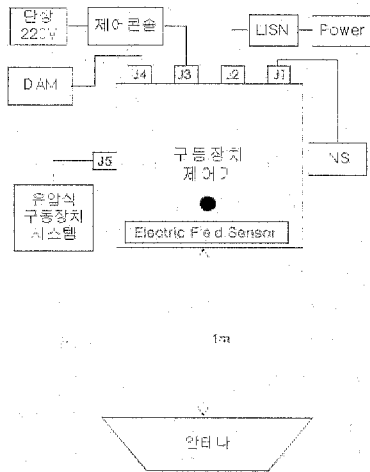 단상
220V
제어콘솔
LISN
Power
DAM
J4
J3
J2
J1
구동장치
제어기
NS
J5
유압식
구동장치
시스템
Electric Field Sensor
1m
안테나